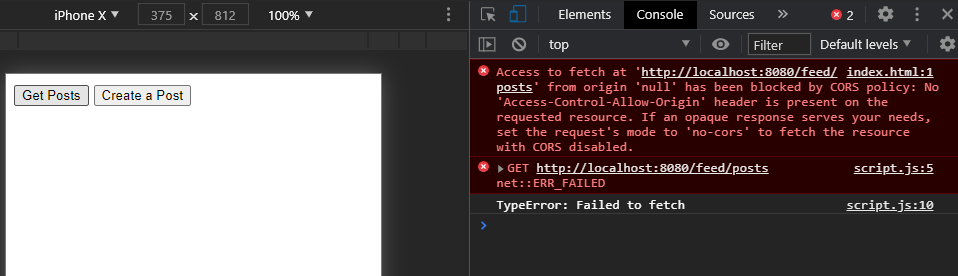 iPhone X 375 x 812 100%
Elements Console Sources 2
top Filter Default levels
Get Posts Create a Post
Access to fetch at 'http://localhost:8080/feed/ index.html:1
posts' from origin 'null' has been blocked by CORS policy: No
'Access-Control-Allow-Origin' header is present on the
requested resource. If an opaque response serves your needs,
set the request's mode to 'no-cors' to fetch the resource
with CORS disabled.
GET http://localhost:8080/feed/posts script.js:5
net::ERR_FAILED
TypeError: Failed to fetch script.js:10